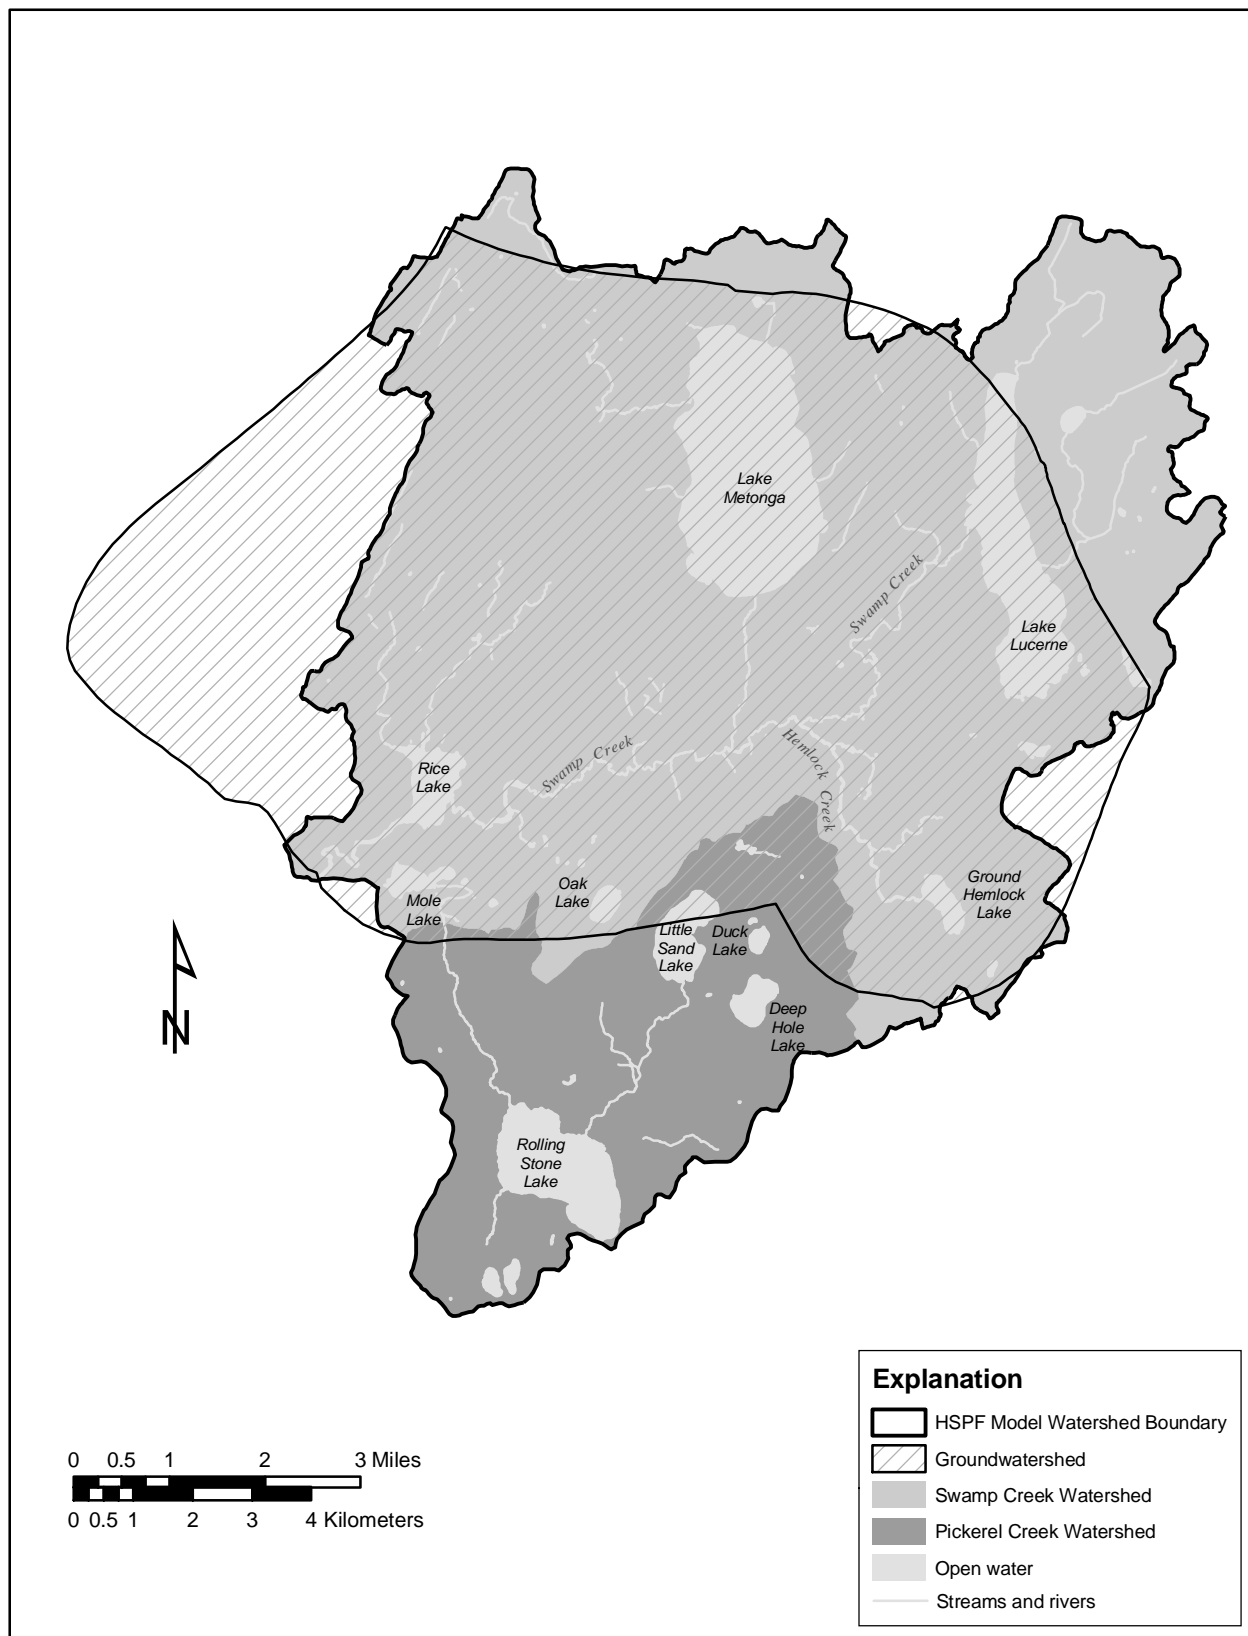 Lake
Metonga
Swamp Creek
Lake
Lucerne
Hemlock Creek
Swamp Creek
Rice
Lake
Oak
Lake
Mole
Lake
Ground
Hemlock
Lake
Little
Sand
Lake
Duck
Lake
Deep
Hole
Lake
N
Rolling
Stone
Lake
Explanation
HSPF Model Watershed Boundary
Groundwatershed
Swamp Creek Watershed
Pickerel Creek Watershed
Open water
Streams and rivers
0 0.5 1 2 3 Miles
0 0.5 1 2 3 4 Kilometers